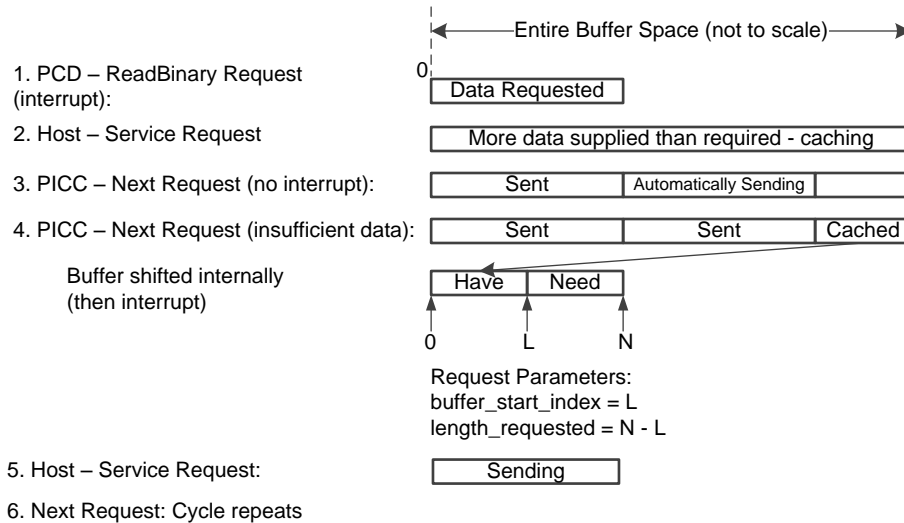 Entire Buffer Space (not to scale)
0
1. PCD – ReadBinary Request
(interrupt):
Data Requested
2. Host – Service Request
More data supplied than required - caching
3. PICC – Next Request (no interrupt):
Sent
Automatically Sending
4. PICC – Next Request (insufficient data):
Sent
Sent
Cached
Buffer shifted internally
(then interrupt)
Have
Need
0
L
N
Request Parameters:
buffer_start_index = L
length_requested = N - L
5. Host – Service Request:
Sending
6. Next Request: Cycle repeats